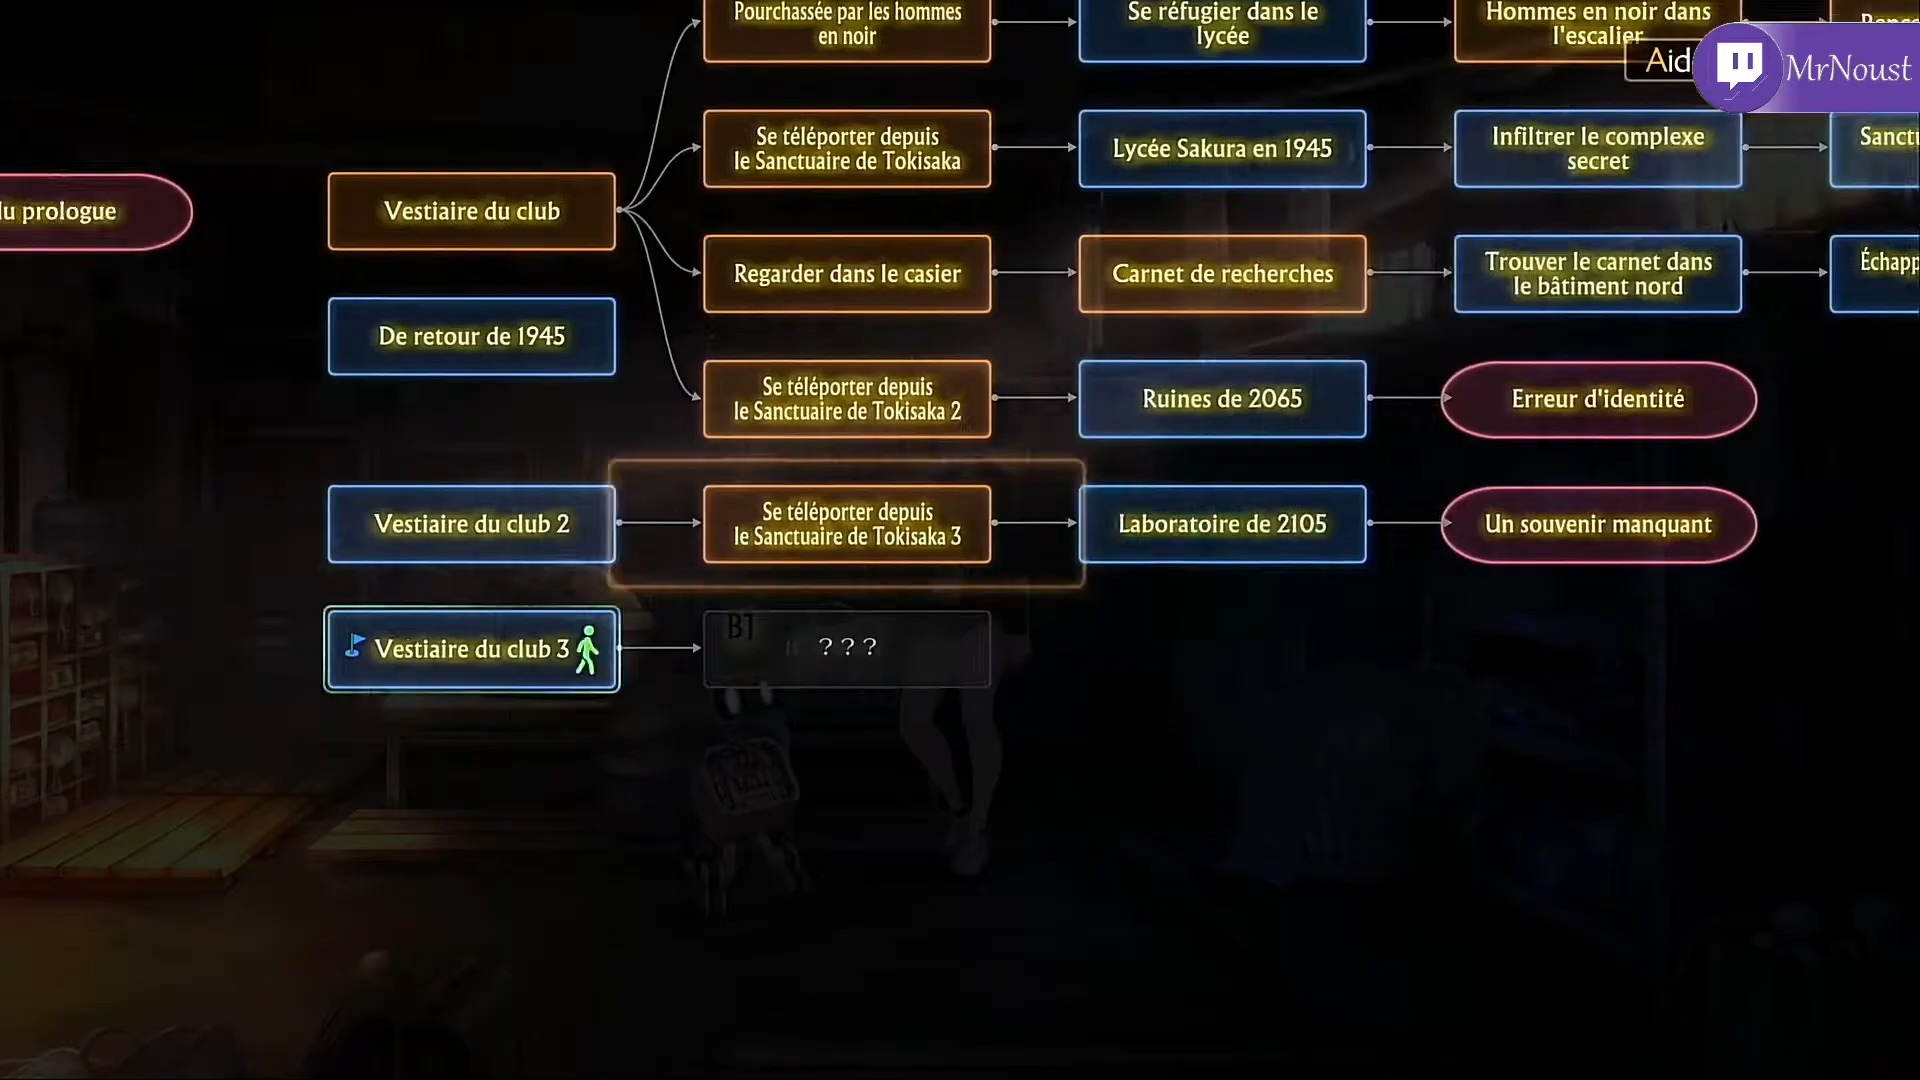 Pourchassée par les hommes
en noir
Se réfugier dans le
lycée
Hommes en noir dans
l'escalier
Aid
MrNoust
Se téléporter depuis
le Sanctuaire de Tokisaka
Lycée Sakura en 1945
Infiltrer le complexe
secret
Sanctu
du prologue
Vestiaire du club
Regarder dans le casier
Carnet de recherches
Trouver le carnet dans
le bâtiment nord
Échapp
De retour de 1945
Se téléporter depuis
le Sanctuaire de Tokisaka 2
Ruines de 2065
Erreur d'identité
Vestiaire du club 2
Se téléporter depuis
le Sanctuaire de Tokisaka 3
Laboratoire de 2105
Un souvenir manquant
Vestiaire du club 3
? ? ?